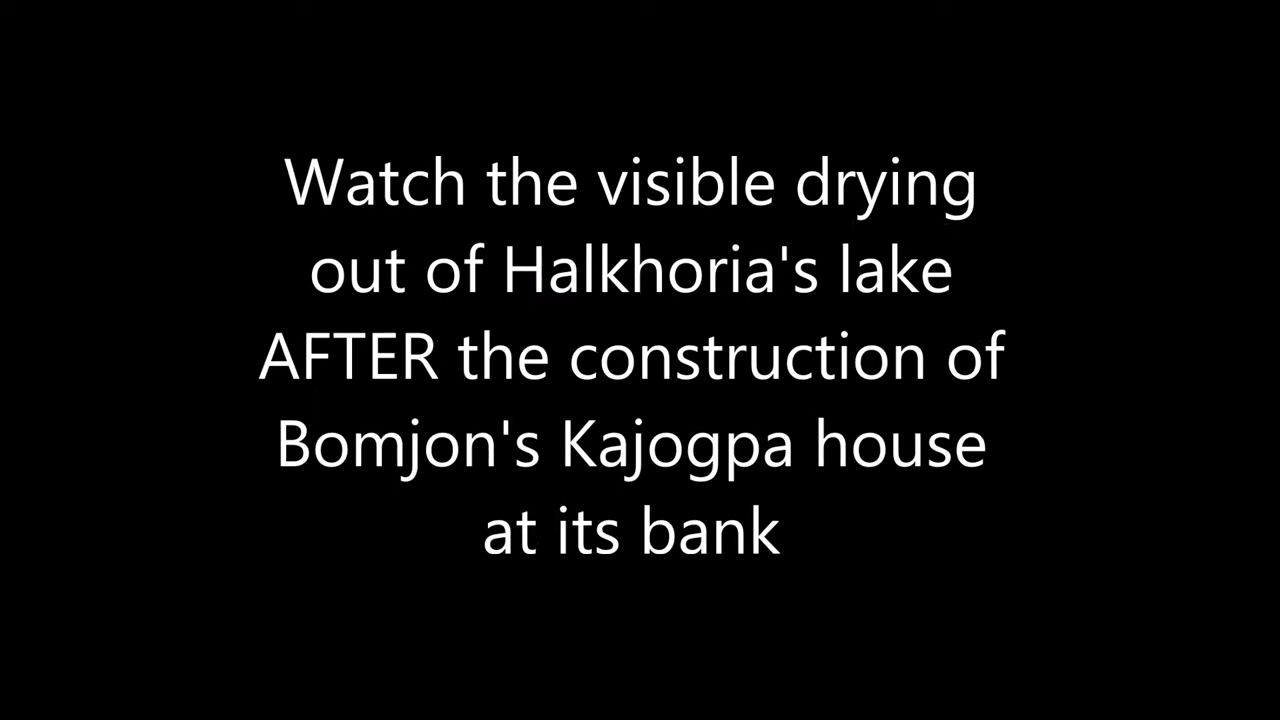 Watch the visible drying
out of Halkhoria's lake
AFTER the construction of
Bomjon's Kajogpa house
at its bank